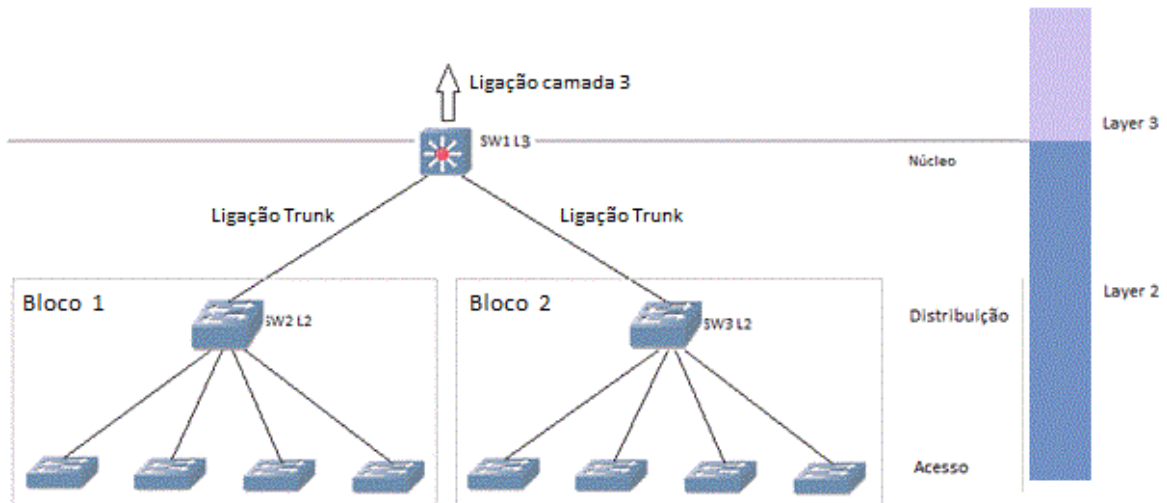 Ligação camada 3
SW1 L3
Layer 3
Núcleo
Ligação Trunk
Ligação Trunk
Bloco 1
Bloco 2
Layer 2
SW2 L2
SW3 L2
Distribuição
Acesso